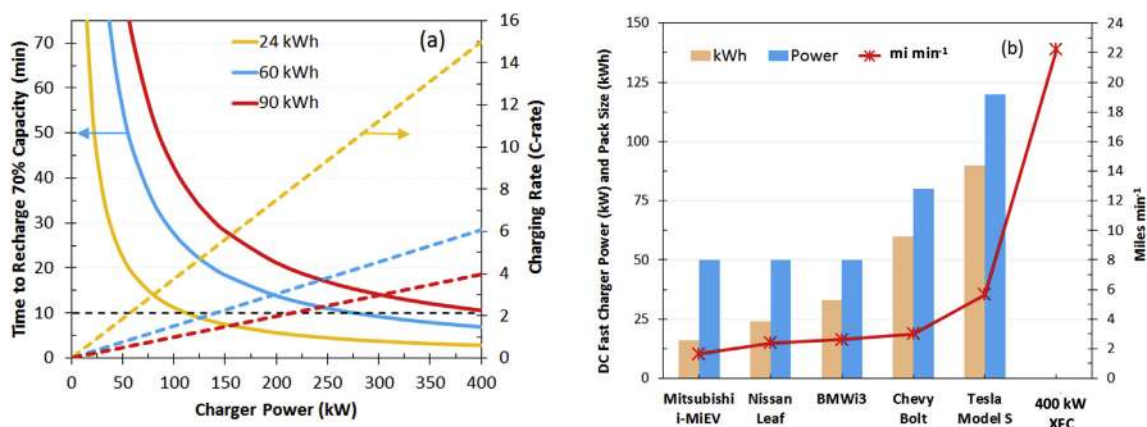 (a)
24 kWh
60 kWh
90 kWh
Time to Recharge 70% Capacity (min)
70
60
50
40
30
20
10
0
Charging Rate (C-rate)
16
14
12
10
8
6
4
2
0
0 50 100 150 200 250 300 350 400
Charger Power (kW)
(b)
kWh Power mi min⁻¹
DC Fast Charger Power (kW) and Pack Size (kWh)
150
125
100
75
50
25
0
Miles min⁻¹
24
22
20
18
16
14
12
10
8
6
4
2
0
Mitsubishi
i-MiEV
Nissan
Leaf
BMWi3
Chevy
Bolt
Tesla
Model S
400 kW
XFC